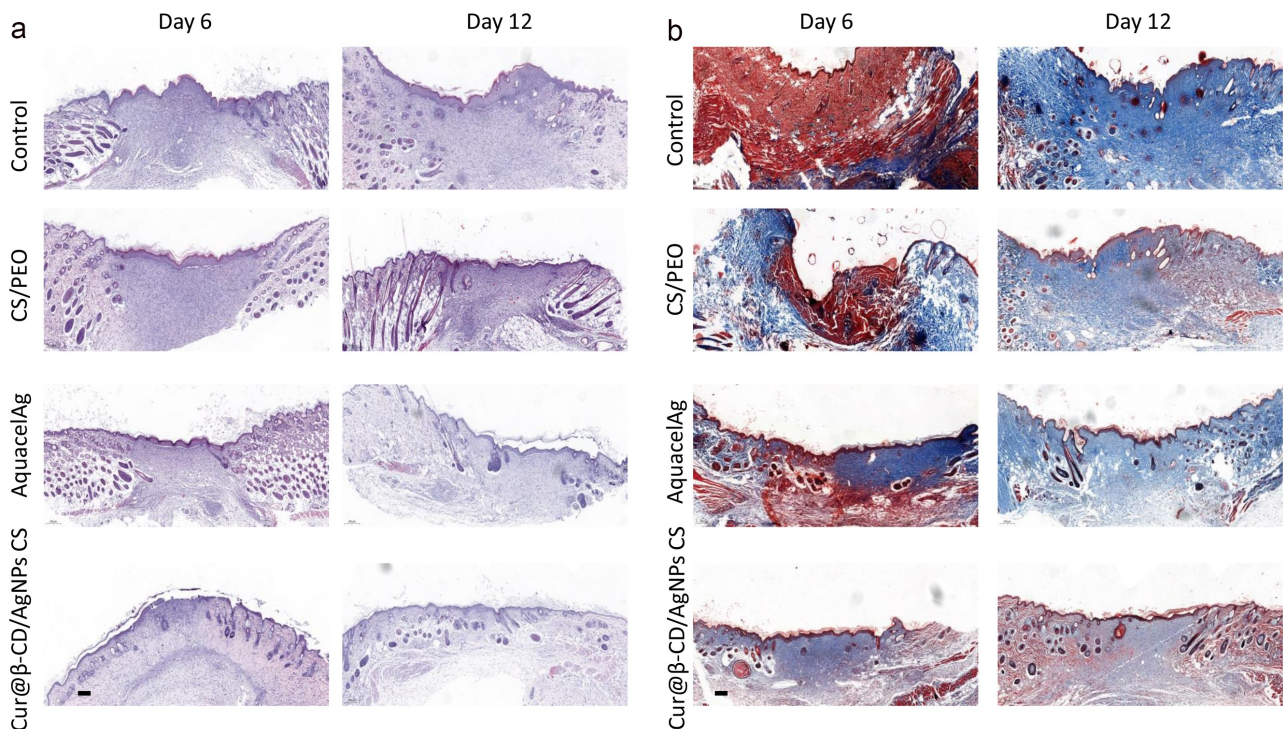 a
Day 6
Day 12
b
Day 6
Day 12
Control
Control
CS/PEO
CS/PEO
AquacelAg
AquacelAg
Cur@β-CD/AgNPs CS
Cur@β-CD/AgNPs CS